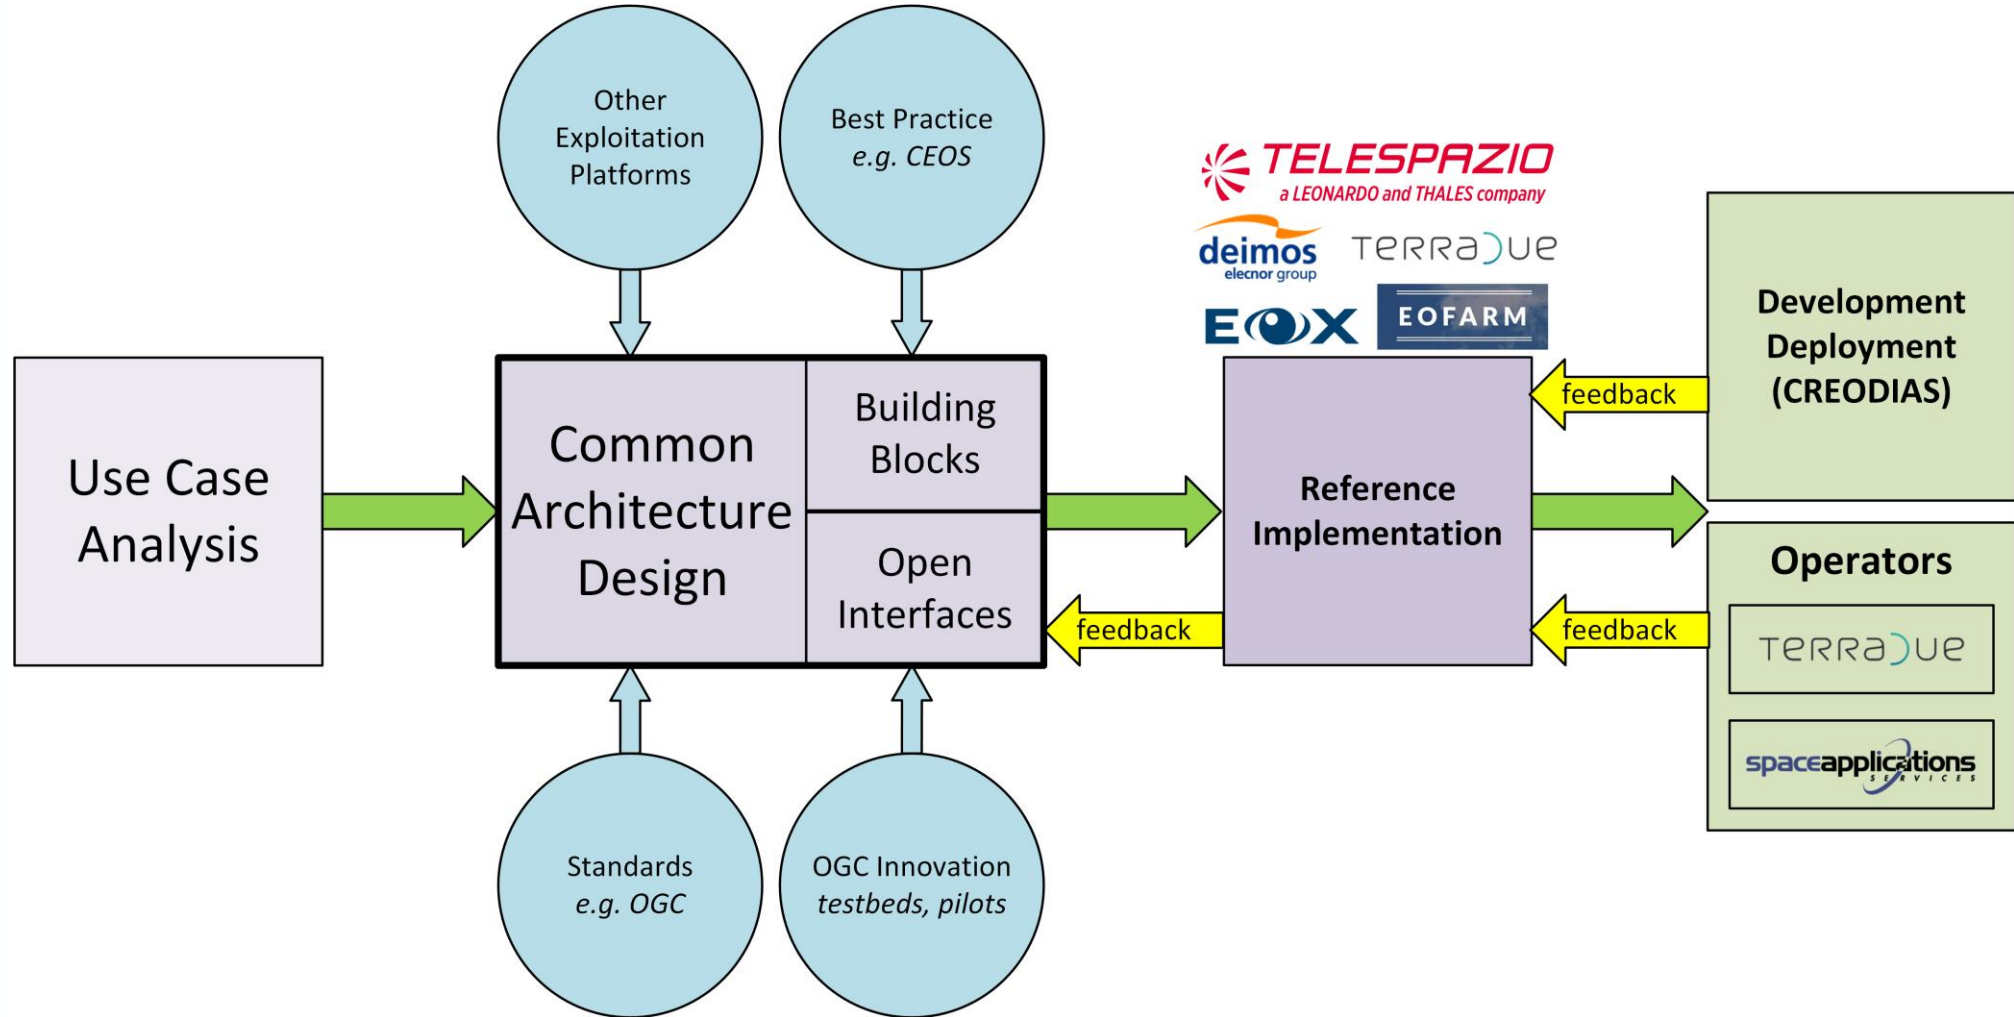 Other
Exploitation
Platforms
Best Practice
e.g. CEOS
TELESPAZIO
a LEONARDO and THALES company
deimos
elecnor group
TERRADUE
EOX
EOFARM
Use Case
Analysis
Common
Architecture
Design
Building
Blocks
Open
Interfaces
feedback
Reference
Implementation
feedback
feedback
Development
Deployment
(CREODIAS)
Operators
TERRADUE
spaceapplications
SERVICES
Standards
e.g. OGC
OGC Innovation
testbeds, pilots